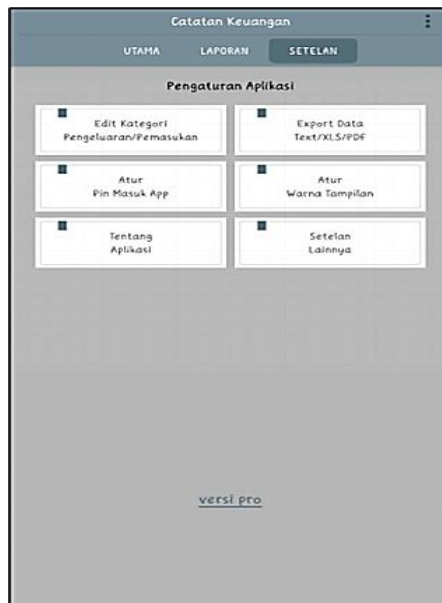 Catatan Keuangan
UTAMA LAPORAN SETELAN
Pengaturan Aplikasi
Edit Kategori
Pengeluaran/Pemasukan
Export Data
Text/XLS/PDF
Atur
Pin Masuk App
Atur
Warna Tampilan
Tentang
Aplikasi
Setelan
Lainnya
versi pro